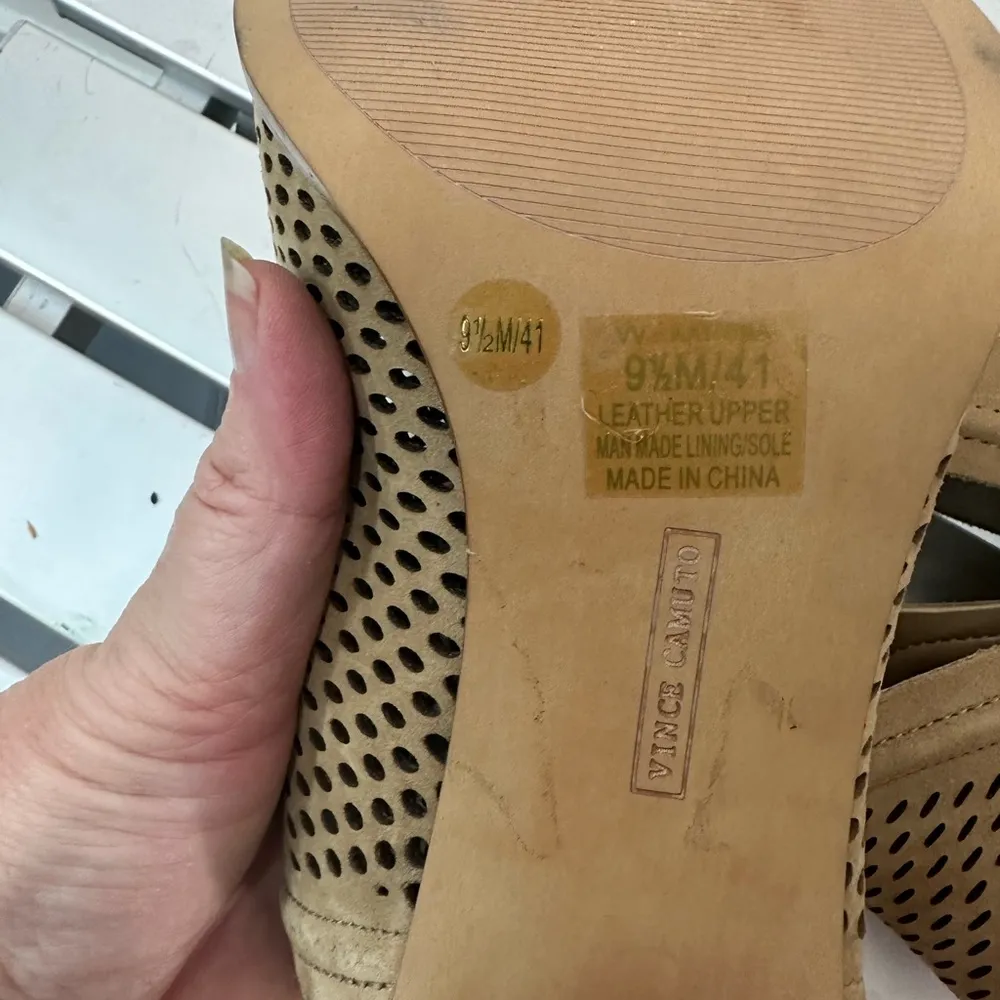 9½M/41
9½M/41
LEATHER UPPER
MAN MADE LINING/SOLE
MADE IN CHINA
VINCE CAMUTO